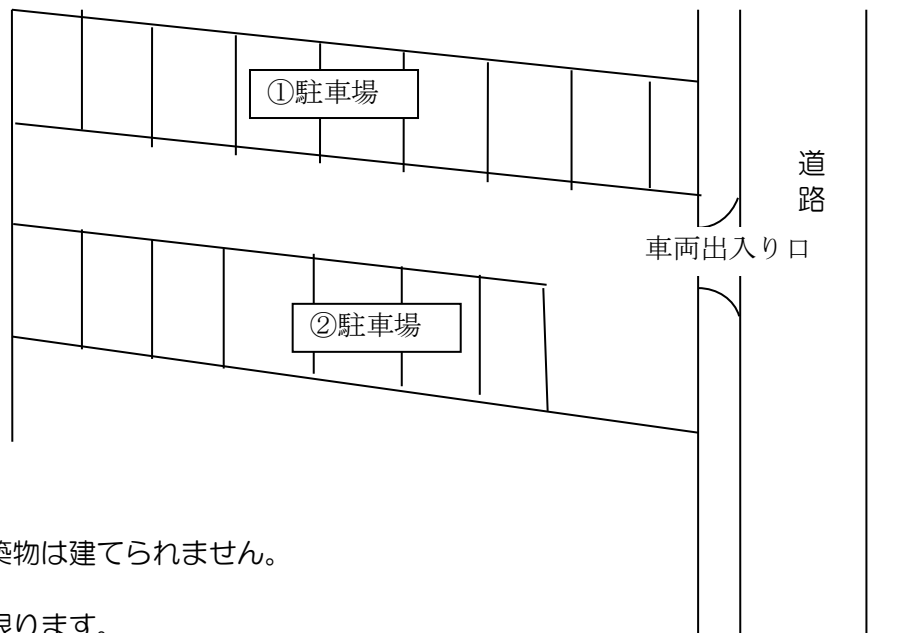 ①駐車場
道路
車両出入り口
②駐車場
築物は建てられません。
限ります。